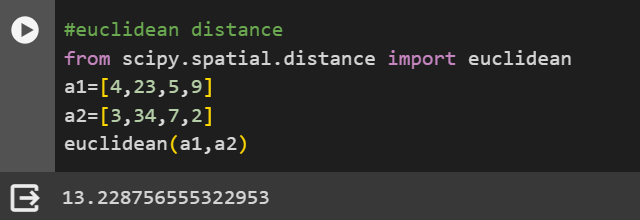 #euclidean distance
from scipy.spatial.distance import euclidean
a1=[4,23,5,9]
a2=[3,34,7,2]
euclidean(a1,a2)
13.228756555322953